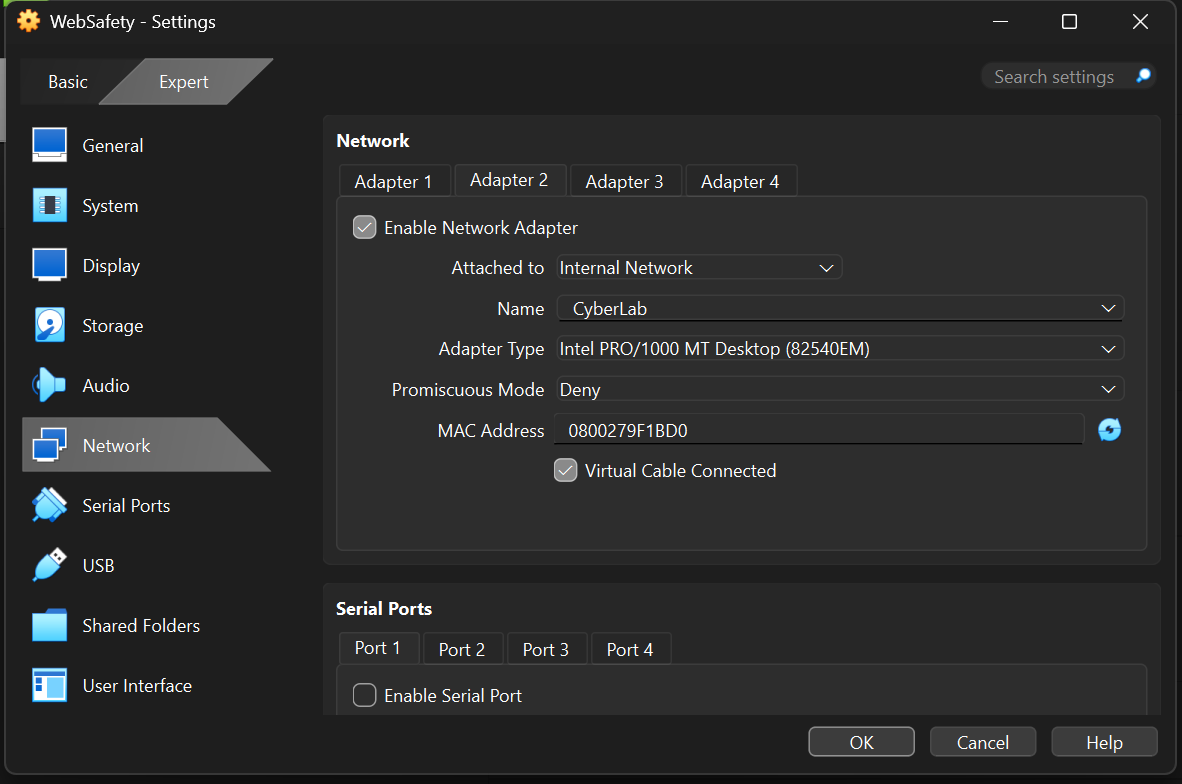 WebSafety - Settings
Basic
Expert
Search settings
General
System
Display
Storage
Audio
Network
Serial Ports
USB
Shared Folders
User Interface
Network
Adapter 1
Adapter 2
Adapter 3
Adapter 4
Enable Network Adapter
Attached to Internal Network
Name CyberLab
Adapter Type Intel PRO/1000 MT Desktop (82540EM)
Promiscuous Mode Deny
MAC Address 0800279F1BD0
Virtual Cable Connected
Serial Ports
Port 1
Port 2
Port 3
Port 4
Enable Serial Port
OK
Cancel
Help